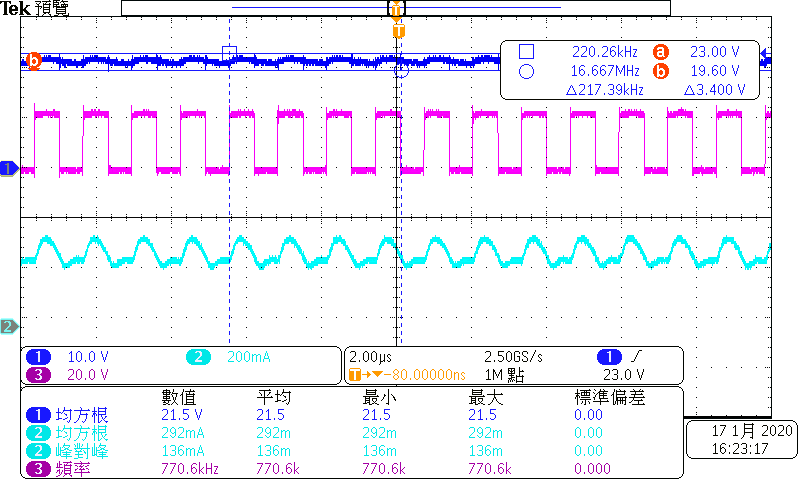 Tek 預覽
T
T
b
220.26kHz a 23.00 V
16.667MHz b 19.60 V
△217.39kHz △3.400 V
1
2
1 10.0 V 2 200mA
3 20.0 V
2.00µs 2.50GS/s 1
T→▼−80.00000ns 1M 點 23.0 V
數值 平均 最小 最大 標準偏差
1 均方根 21.5 V 21.5 21.5 21.5 0.00
2 均方根 292mA 292m 292m 292m 0.00
2 峰對峰 136mA 136m 136m 136m 0.00
3 頻率 770.6kHz 770.6k 770.6k 770.6k 0.000
17 1月 2020
16:23:17